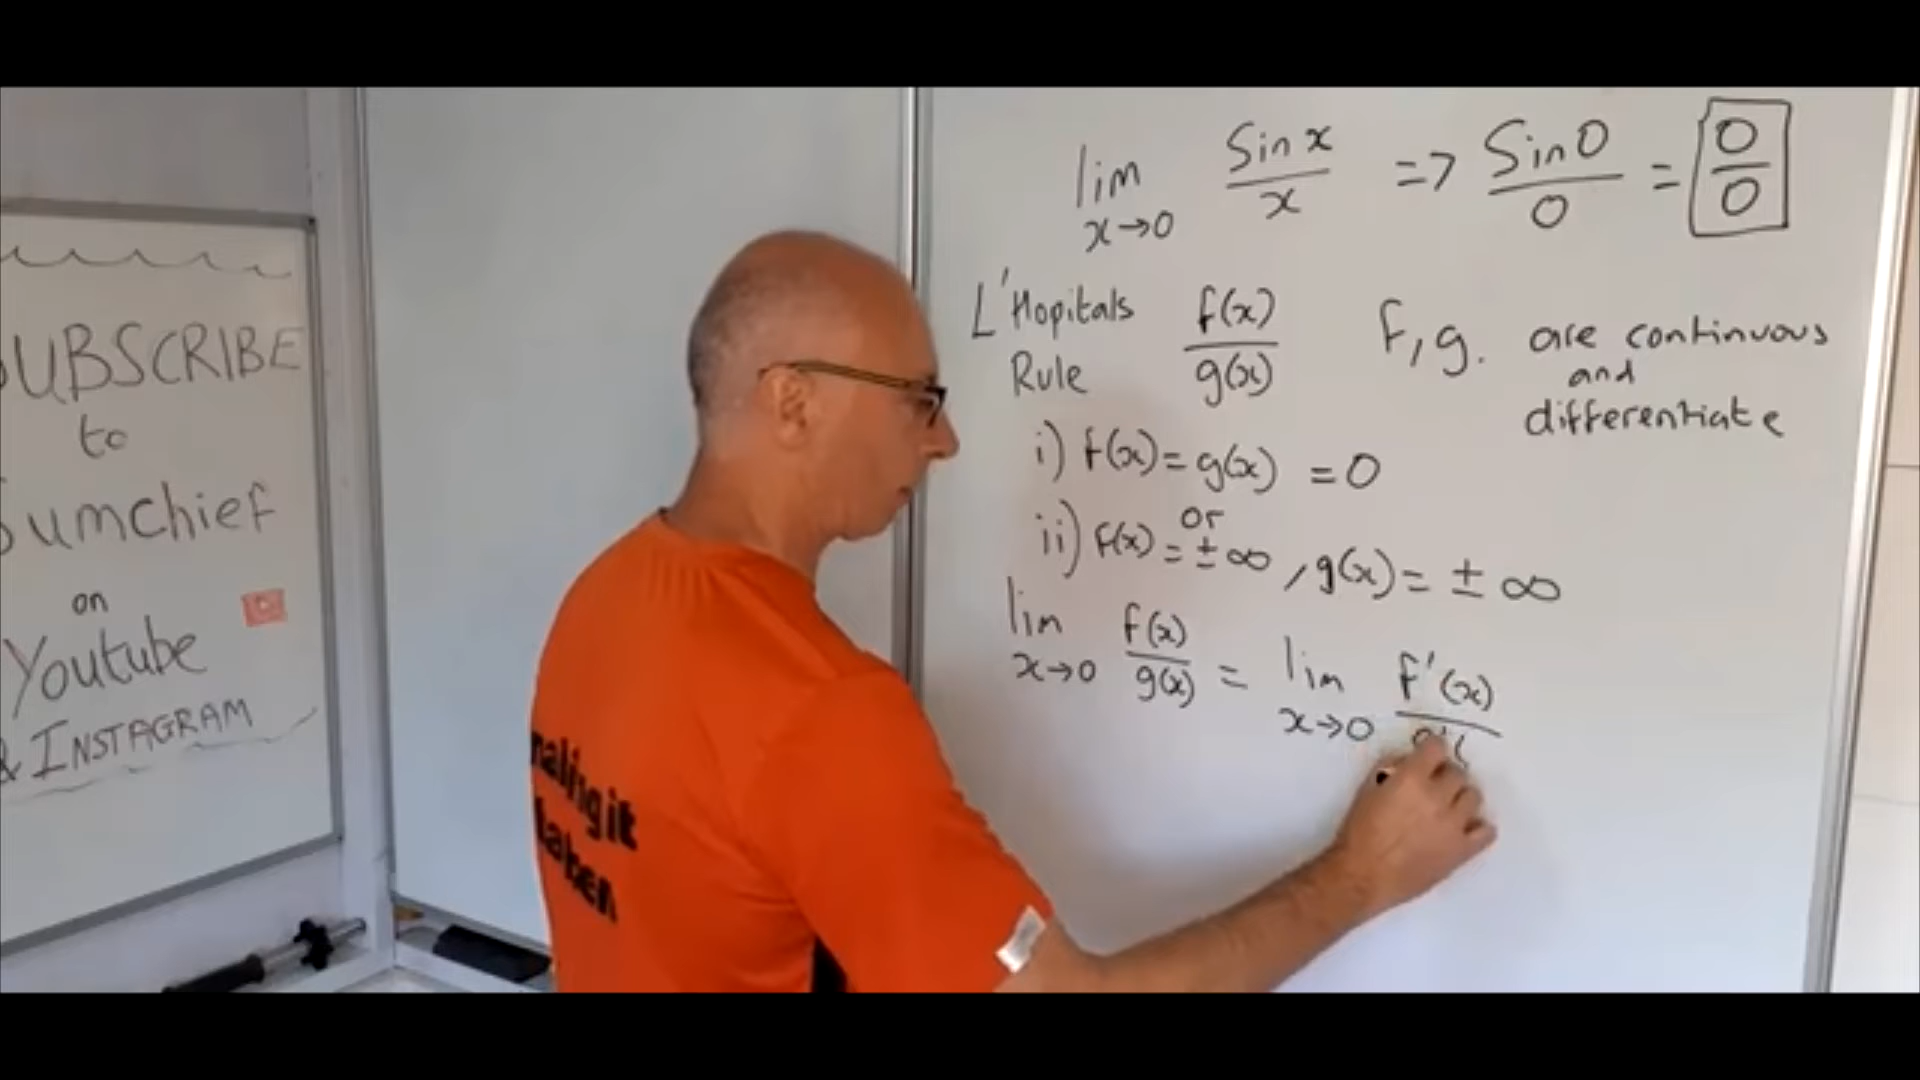 SUBSCRIBE
to
Sumchief
on
Youtube
& INSTAGRAM
lim x→0 Sin x / x => Sin 0 / 0 = 0 / 0
L'Hopitals Rule f(x) / g(x) f, g. are continuous and differentiate
i) f(x) = g(x) = 0
or
ii) f(x) = ± ∞ , g(x) = ± ∞
lim x→0 f(x) / g(x) = lim x→0 f'(x)